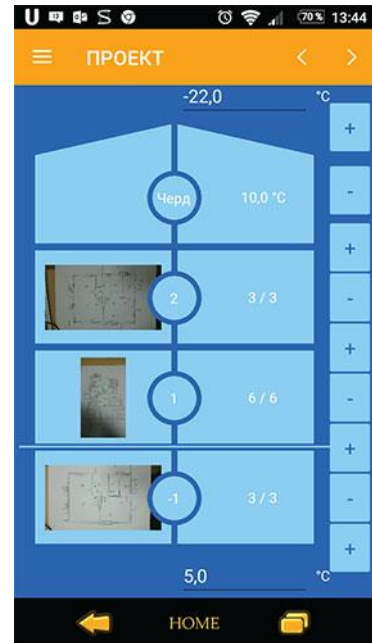 70 % 13:44
ПРОЕКТ
-22,0 °C
+
Черд 10,0 °C
-
+
2 3 / 3
-
+
1 6 / 6
-
+
-1 3 / 3
-
+
5,0 °C
HOME